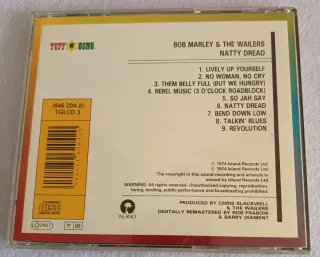 TUFF GONG
BOB MARLEY & THE WAILERS
NATTY DREAD
1. LIVELY UP YOURSELF
2. NO WOMAN, NO CRY
3. THEM BELLY FULL (BUT WE HUNGRY)
4. REBEL MUSIC (3 O'CLOCK ROADBLOCK)
5. SO JAH SAY
6. NATTY DREAD
7. BEND DOWN LOW
8. TALKIN' BLUES
9. REVOLUTION
(846 204-2)
TGLCD 3
℗ 1974 Island Records Ltd
© 1974 Island Records Ltd
The copyright in this sound recording and artwork is
owned by Island Records Ltd
WARNING: All Rights Reserved. Unauthorised copying, reproduction,
hiring, lending, public performance and broadcasting prohibited.
COMPACT
disc
DIGITAL AUDIO
ISLAND
PRODUCED BY CHRIS BLACKWELL
& THE WAILERS
DIGITALLY REMASTERED BY ROB FRABONI
& BARRY DIAMENT